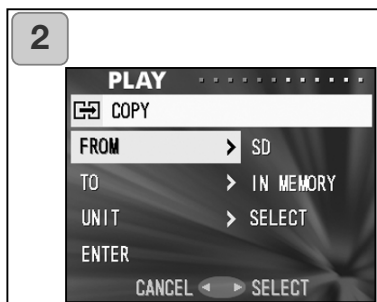 2
PLAY
COPY
FROM > SD
TO > IN MEMORY
UNIT > SELECT
ENTER
CANCEL ◄ ► SELECT